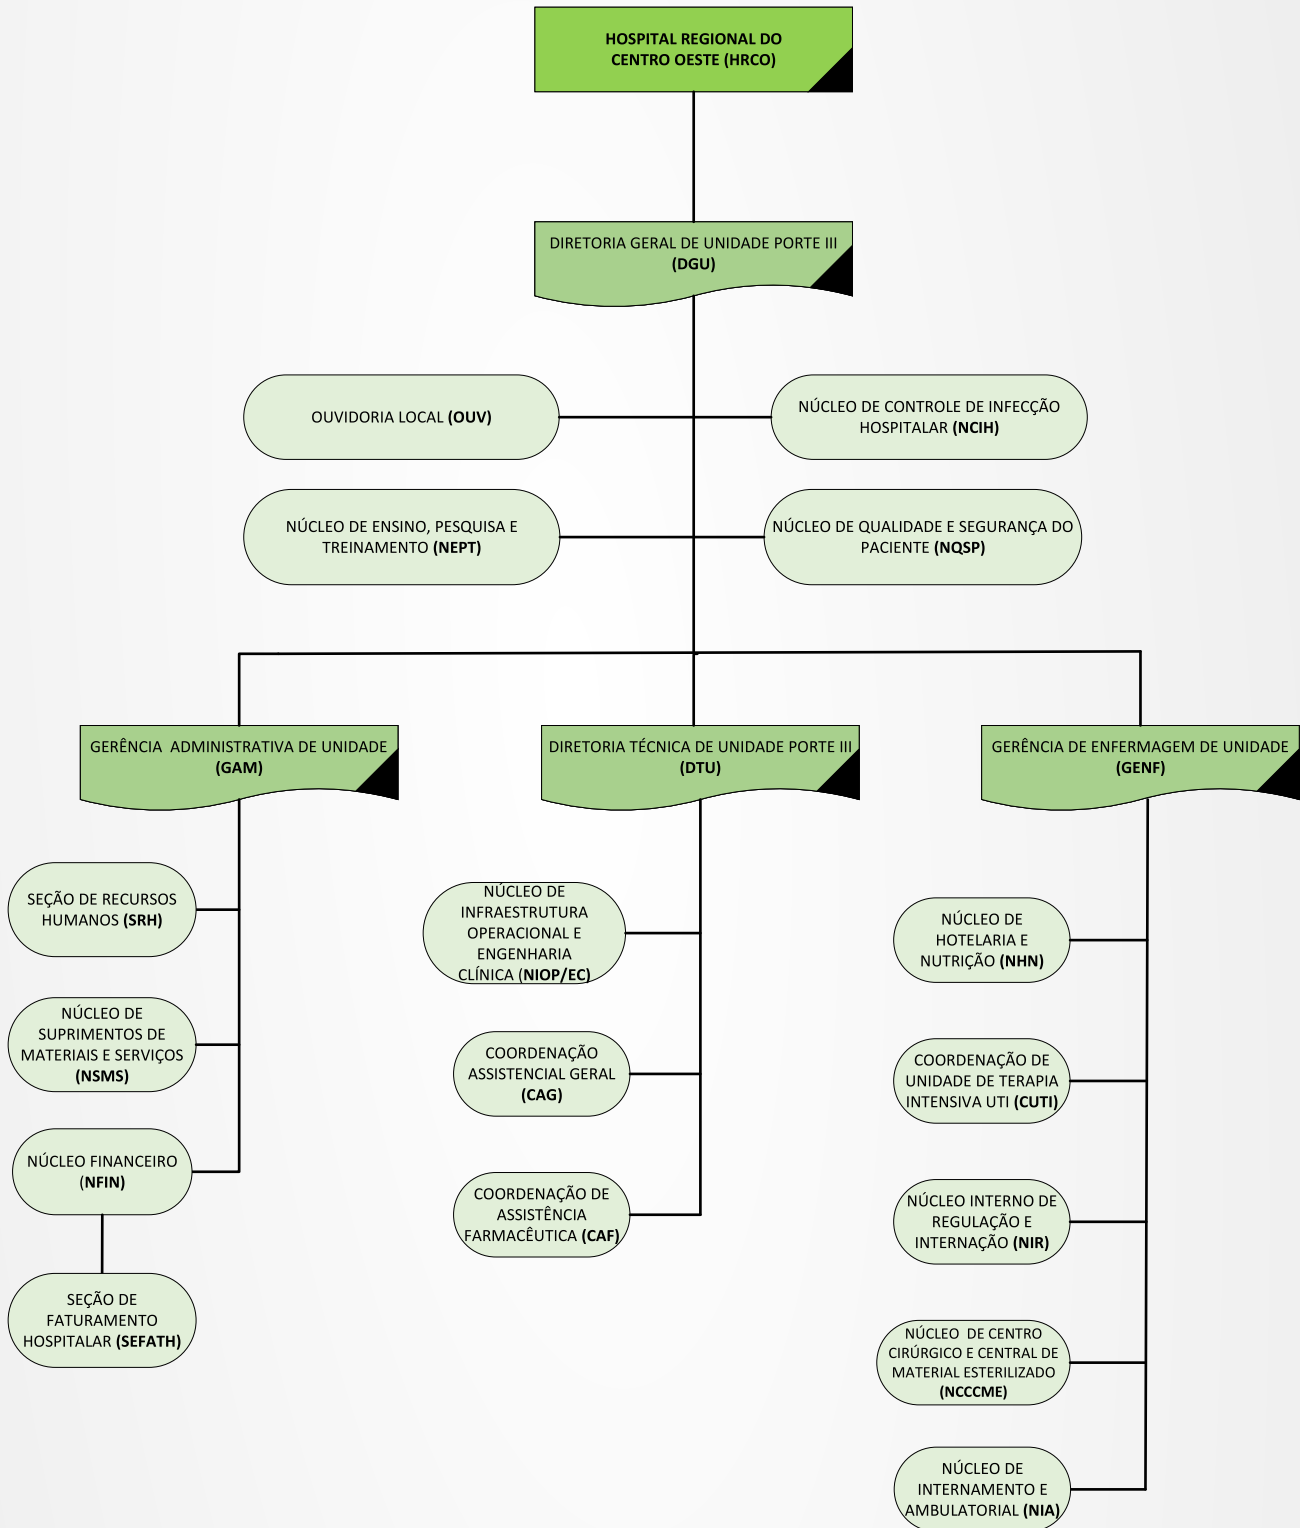 HOSPITAL REGIONAL DO
CENTRO OESTE (HRCO)
DIRETORIA GERAL DE UNIDADE PORTE III
(DGU)
OUVIDORIA LOCAL (OUV)
NÚCLEO DE CONTROLE DE INFECÇÃO
HOSPITALAR (NCIH)
NÚCLEO DE ENSINO, PESQUISA E
TREINAMENTO (NEPT)
NÚCLEO DE QUALIDADE E SEGURANÇA DO
PACIENTE (NQSP)
GERÊNCIA ADMINISTRATIVA DE UNIDADE
(GAM)
DIRETORIA TÉCNICA DE UNIDADE PORTE III
(DTU)
GERÊNCIA DE ENFERMAGEM DE UNIDADE
(GENF)
SEÇÃO DE RECURSOS
HUMANOS (SRH)
NÚCLEO DE
SUPRIMENTOS DE
MATERIAIS E SERVIÇOS
(NSMS)
NÚCLEO FINANCEIRO
(NFIN)
SEÇÃO DE
FATURAMENTO
HOSPITALAR (SEFATH)
NÚCLEO DE
INFRAESTRUTURA
OPERACIONAL E
ENGENHARIA
CLÍNICA (NIOP/EC)
COORDENAÇÃO
ASSISTENCIAL GERAL
(CAG)
COORDENAÇÃO DE
ASSISTÊNCIA
FARMACÊUTICA (CAF)
NÚCLEO DE
HOTELARIA E
NUTRIÇÃO (NHN)
COORDENAÇÃO DE
UNIDADE DE TERAPIA
INTENSIVA UTI (CUTI)
NÚCLEO INTERNO DE
REGULAÇÃO E
INTERNAÇÃO (NIR)
NÚCLEO DE CENTRO
CIRÚRGICO E CENTRAL DE
MATERIAL ESTERILIZADO
(NCCCME)
NÚCLEO DE
INTERNAMENTO E
AMBULATORIAL (NIA)